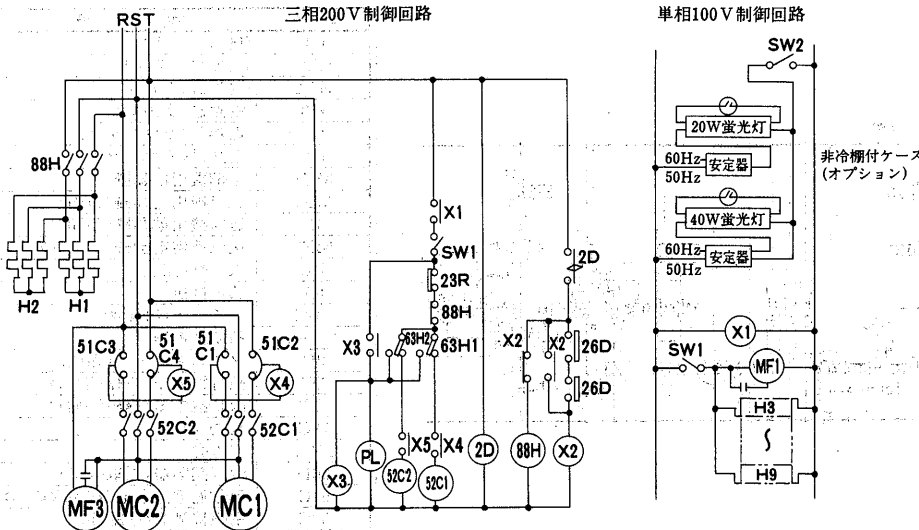 三相200V制御回路
単相100V制御回路
RST
SW2
20W蛍光灯
60Hz
50Hz
安定器
非冷棚付ケース
(オプション)
40W蛍光灯
60Hz
50Hz
安定器
88H
H2
H1
X1
SW1
23R
88H
2D
X3
63H2
63H1
X2
X2
26D
26D
X1
SW1
MF1
H3
H9
51C3
51
C4
51
C1
51C2
X5
X4
52C2
52C1
X5
X4
PL
X3
52C2
52C1
2D
88H
X2
MF3
MC2
MC1